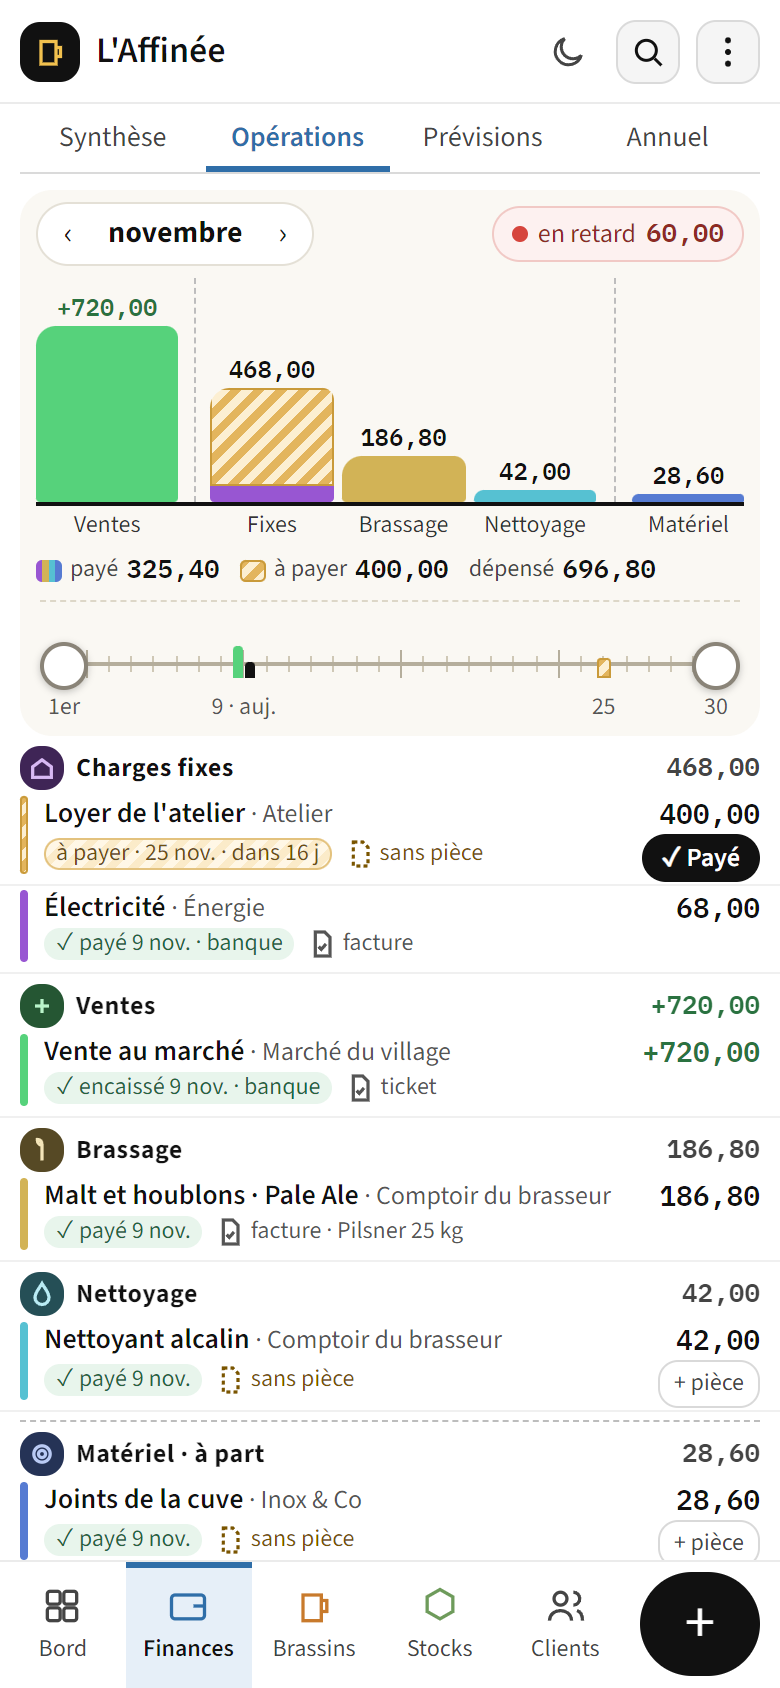 L'Affinée
Synthèse Opérations Prévisions Annuel
‹ novembre › en retard 60,00
+720,00
468,00
186,80
42,00
28,60
Ventes Fixes Brassage Nettoyage Matériel
payé 325,40 à payer 400,00 dépensé 696,80
1er 9 · auj. 25 30
Charges fixes 468,00
Loyer de l'atelier · Atelier 400,00
à payer · 25 nov. · dans 16 j sans pièce ✓ Payé
Électricité · Énergie 68,00
✓ payé 9 nov. · banque facture
Ventes +720,00
Vente au marché · Marché du village +720,00
✓ encaissé 9 nov. · banque ticket
Brassage 186,80
Malt et houblons · Pale Ale · Comptoir du brasseur 186,80
✓ payé 9 nov. facture · Pilsner 25 kg
Nettoyage 42,00
Nettoyant alcalin · Comptoir du brasseur 42,00
✓ payé 9 nov. sans pièce + pièce
Matériel · à part 28,60
Joints de la cuve · Inox & Co 28,60
✓ payé 9 nov. sans pièce + pièce
Bord Finances Brassins Stocks Clients +